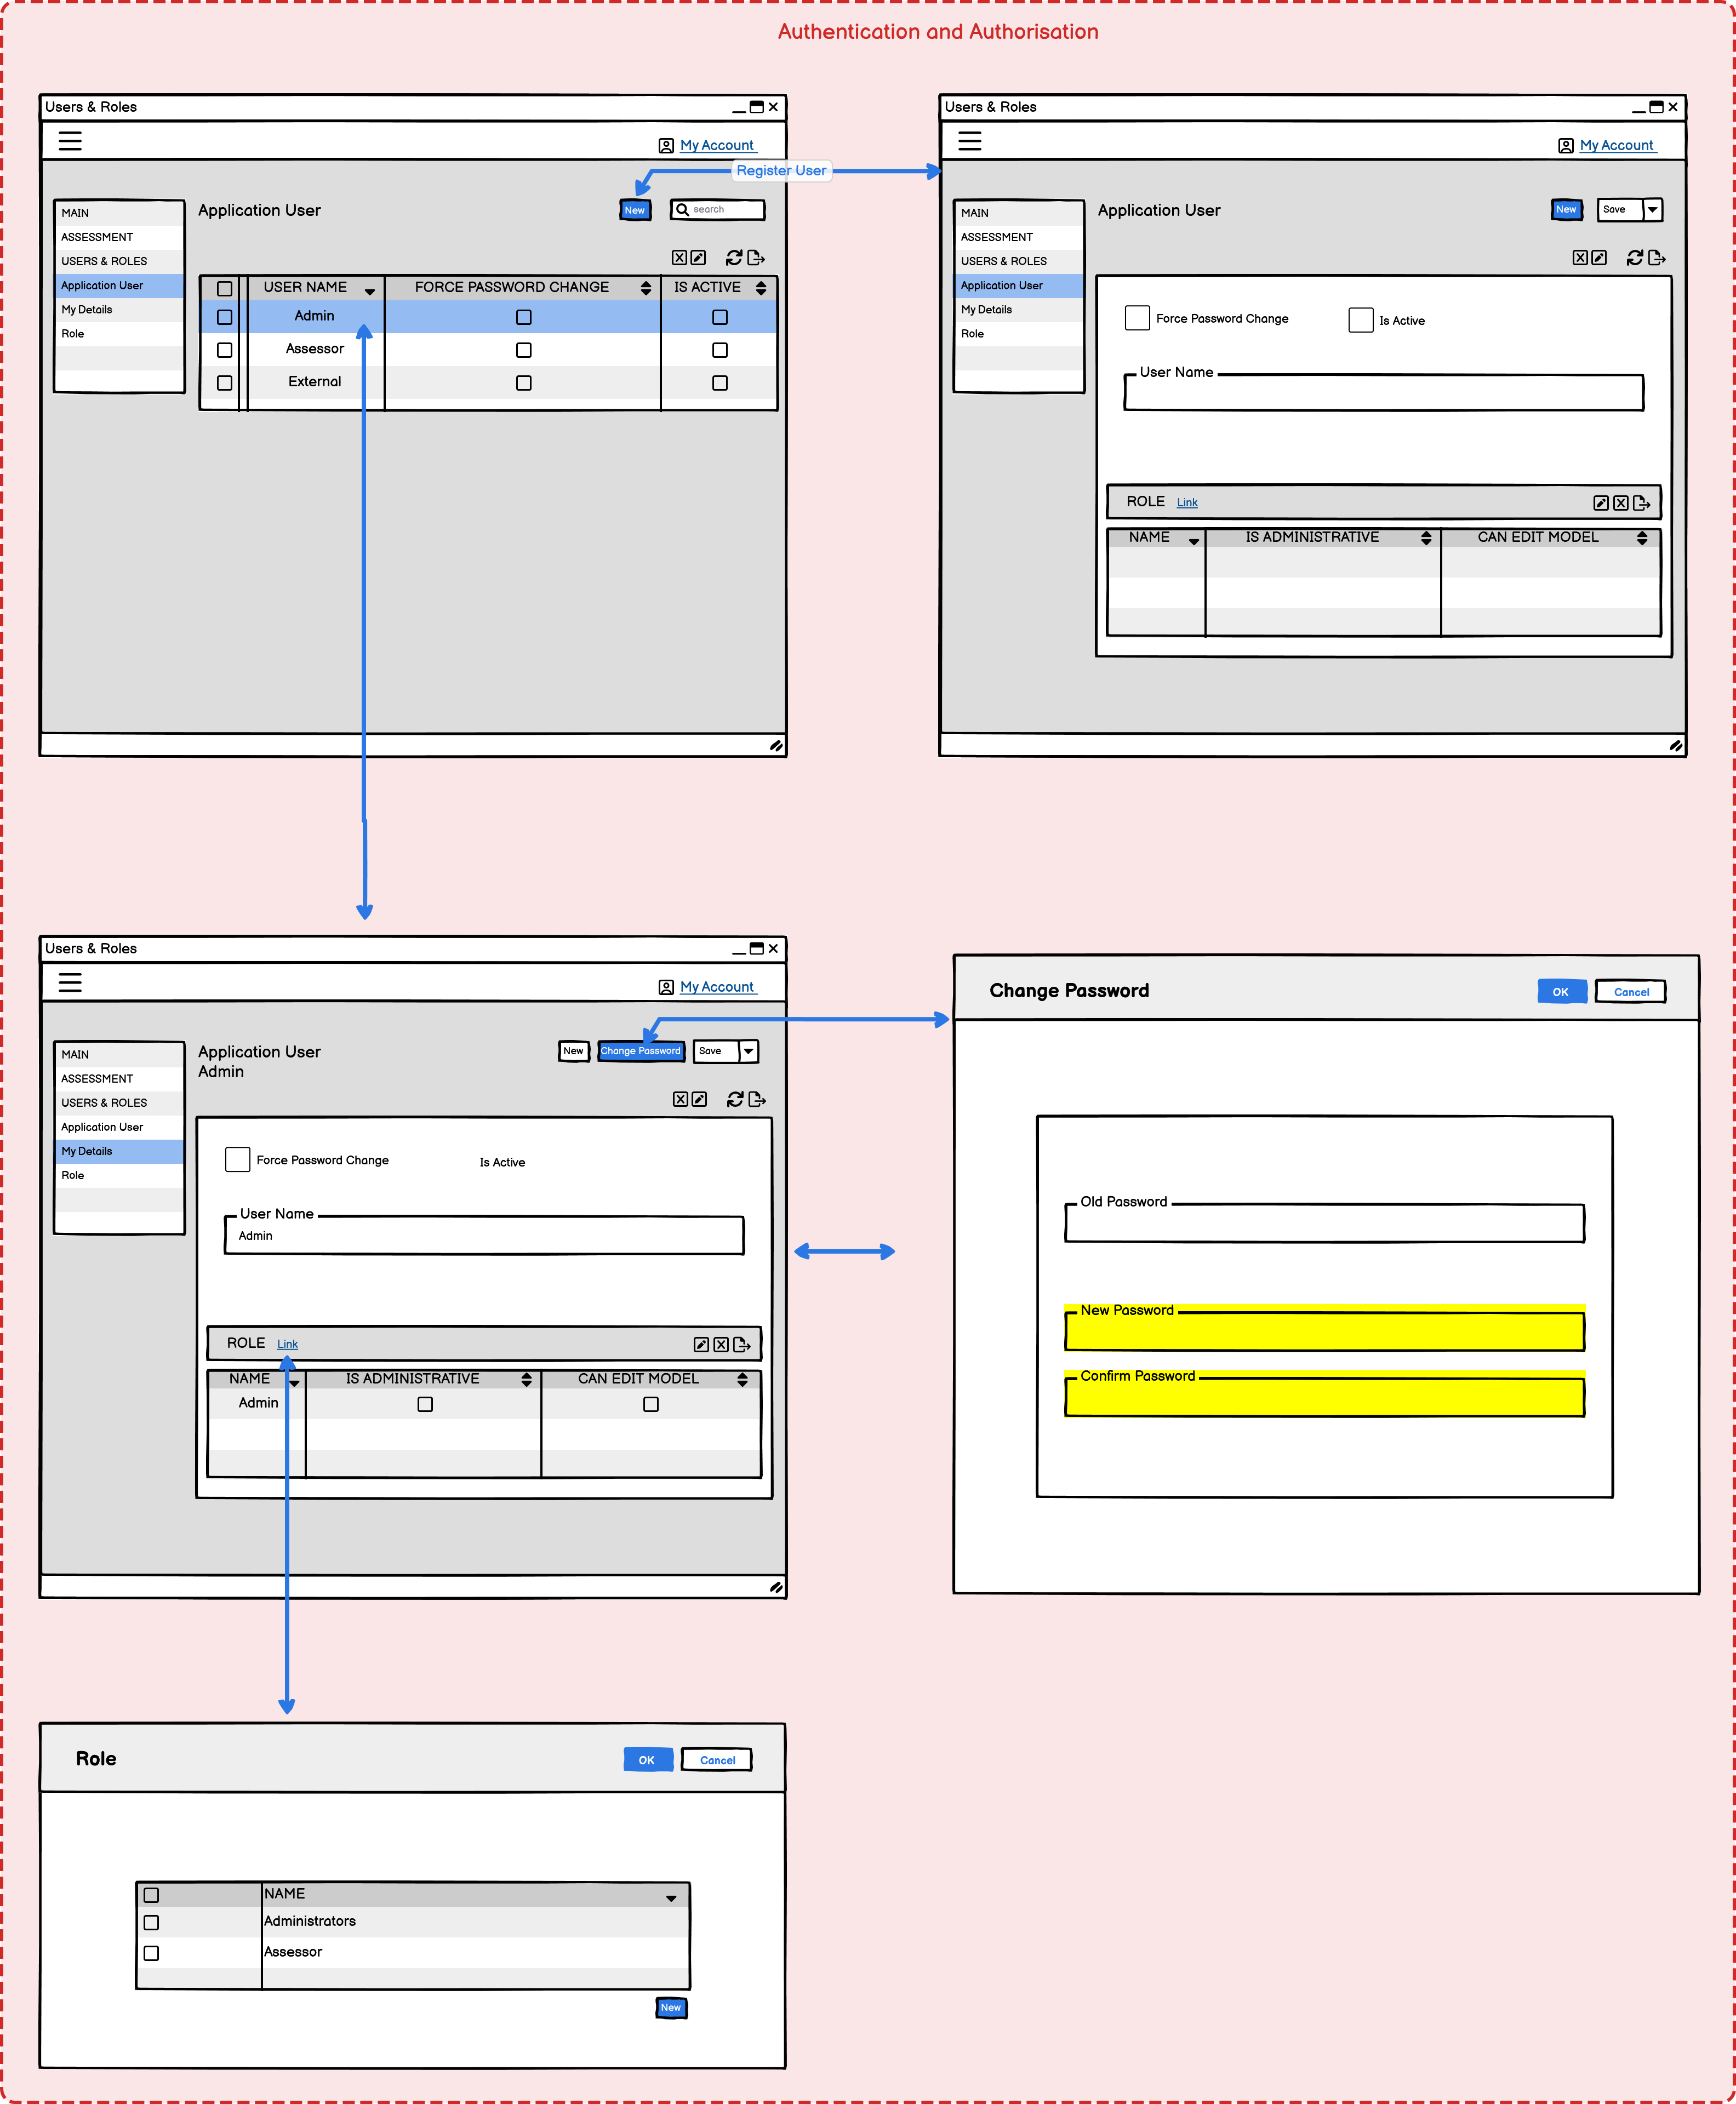 Authentication and Authorisation
Users & Roles
My Account
Register User
MAIN
ASSESSMENT
USERS & ROLES
Application User
My Details
Role
Application User
New
search
USER NAME
FORCE PASSWORD CHANGE
IS ACTIVE
Admin
Assessor
External
Users & Roles
My Account
MAIN
ASSESSMENT
USERS & ROLES
Application User
My Details
Role
Application User
New
Save
Force Password Change
Is Active
User Name
ROLE Link
NAME
IS ADMINISTRATIVE
CAN EDIT MODEL
Users & Roles
My Account
MAIN
ASSESSMENT
USERS & ROLES
Application User
My Details
Role
Application User
Admin
New
Change Password
Save
Force Password Change
Is Active
User Name
Admin
ROLE Link
NAME
IS ADMINISTRATIVE
CAN EDIT MODEL
Admin
Change Password
OK
Cancel
Old Password
New Password
Confirm Password
Role
OK
Cancel
NAME
Administrators
Assessor
New